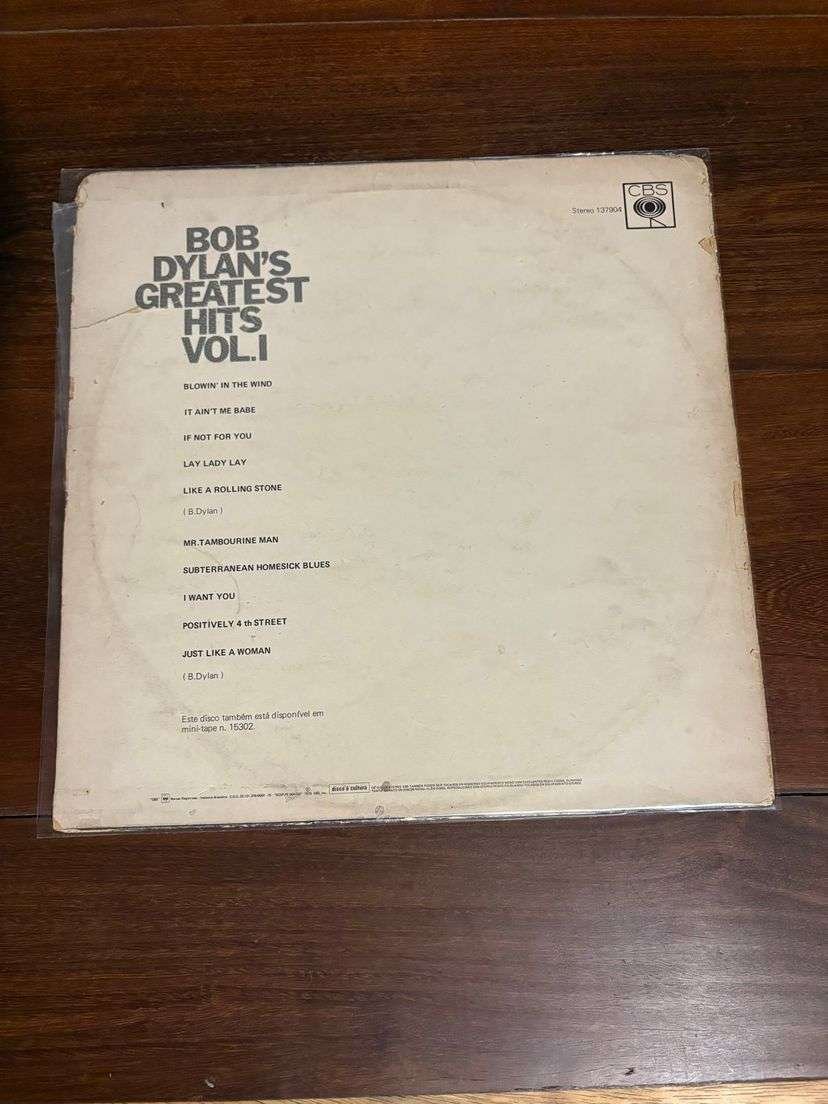 CBS
Stereo 137904
BOB
DYLAN'S
GREATEST
HITS
VOL.I
BLOWIN' IN THE WIND
IT AIN'T ME BABE
IF NOT FOR YOU
LAY LADY LAY
LIKE A ROLLING STONE
( B.Dylan )
MR.TAMBOURINE MAN
SUBTERRANEAN HOMESICK BLUES
I WANT YOU
POSITIVELY 4 th STREET
JUST LIKE A WOMAN
( B.Dylan )
Este disco também está disponível em
mini-tape n. 15302.
disco é cultura